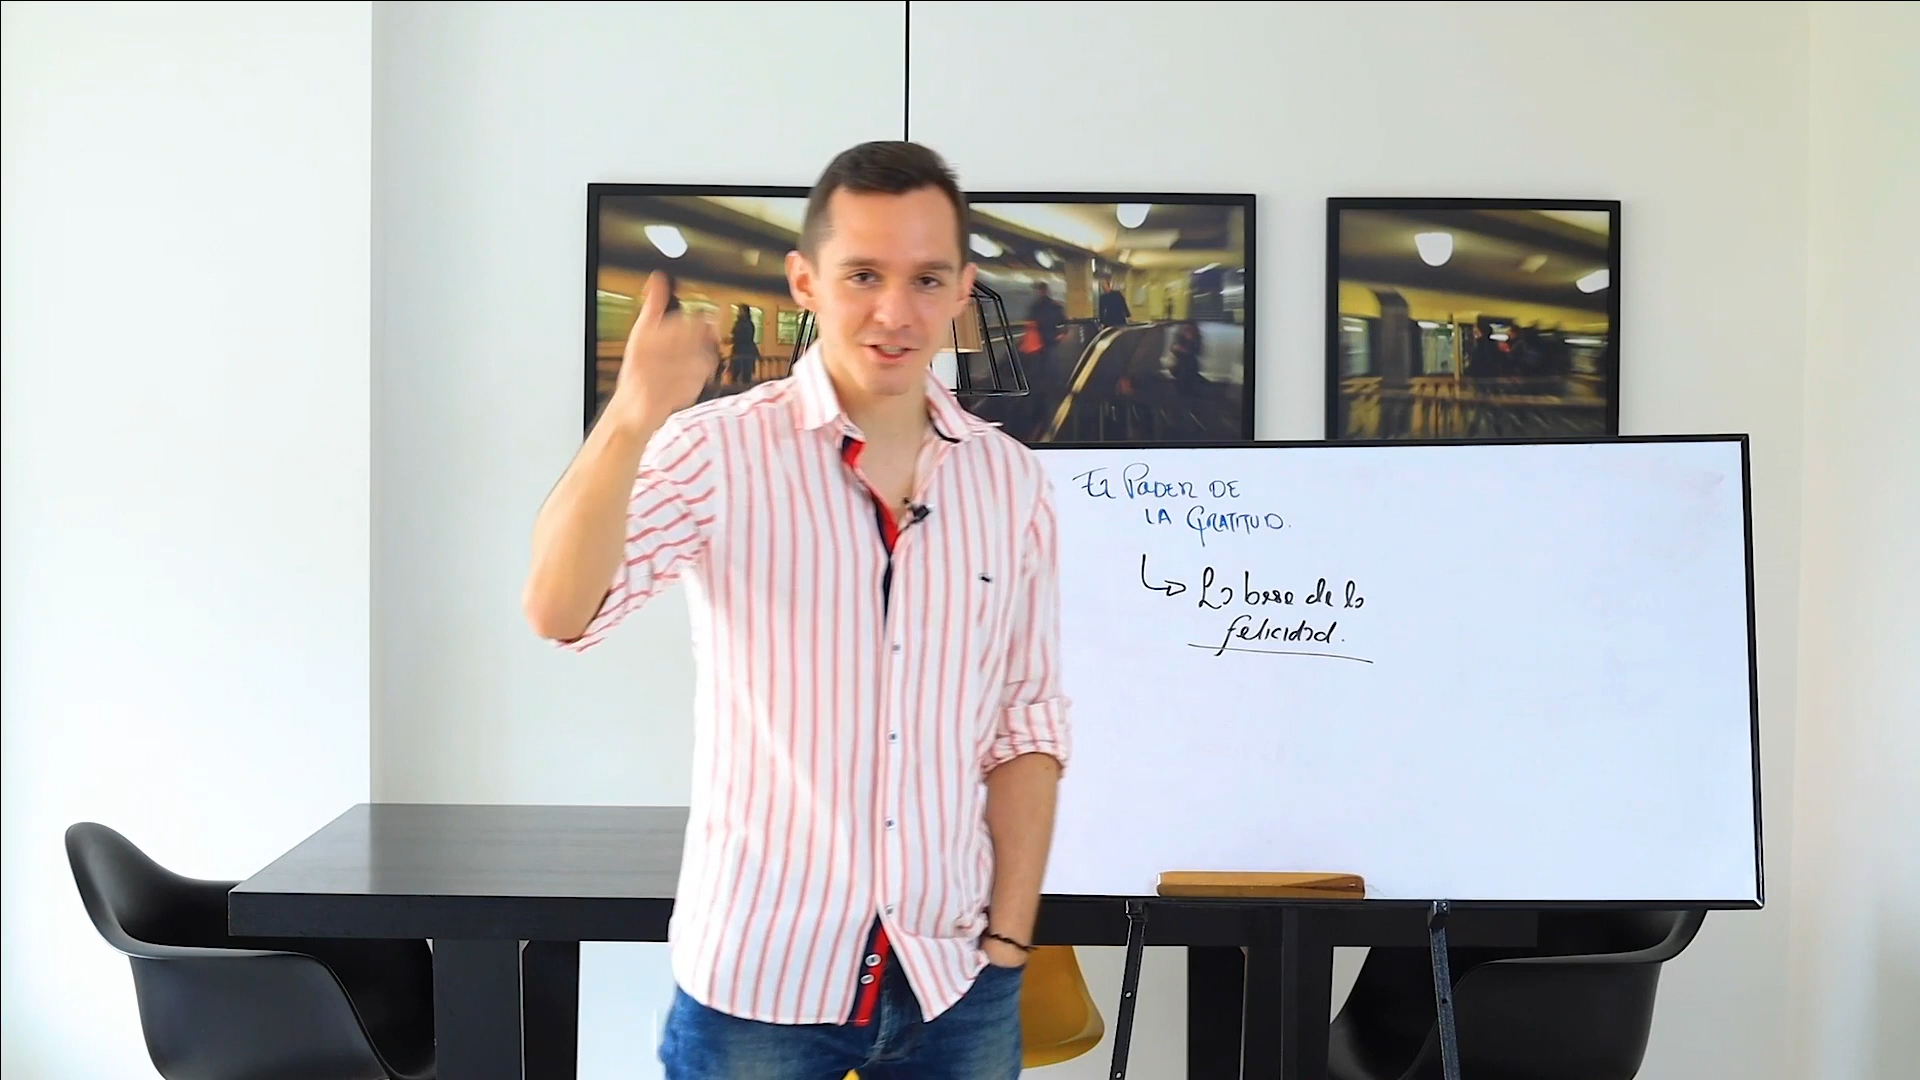 El PODER DE
LA GRATITUD.
La base de la
felicidad.